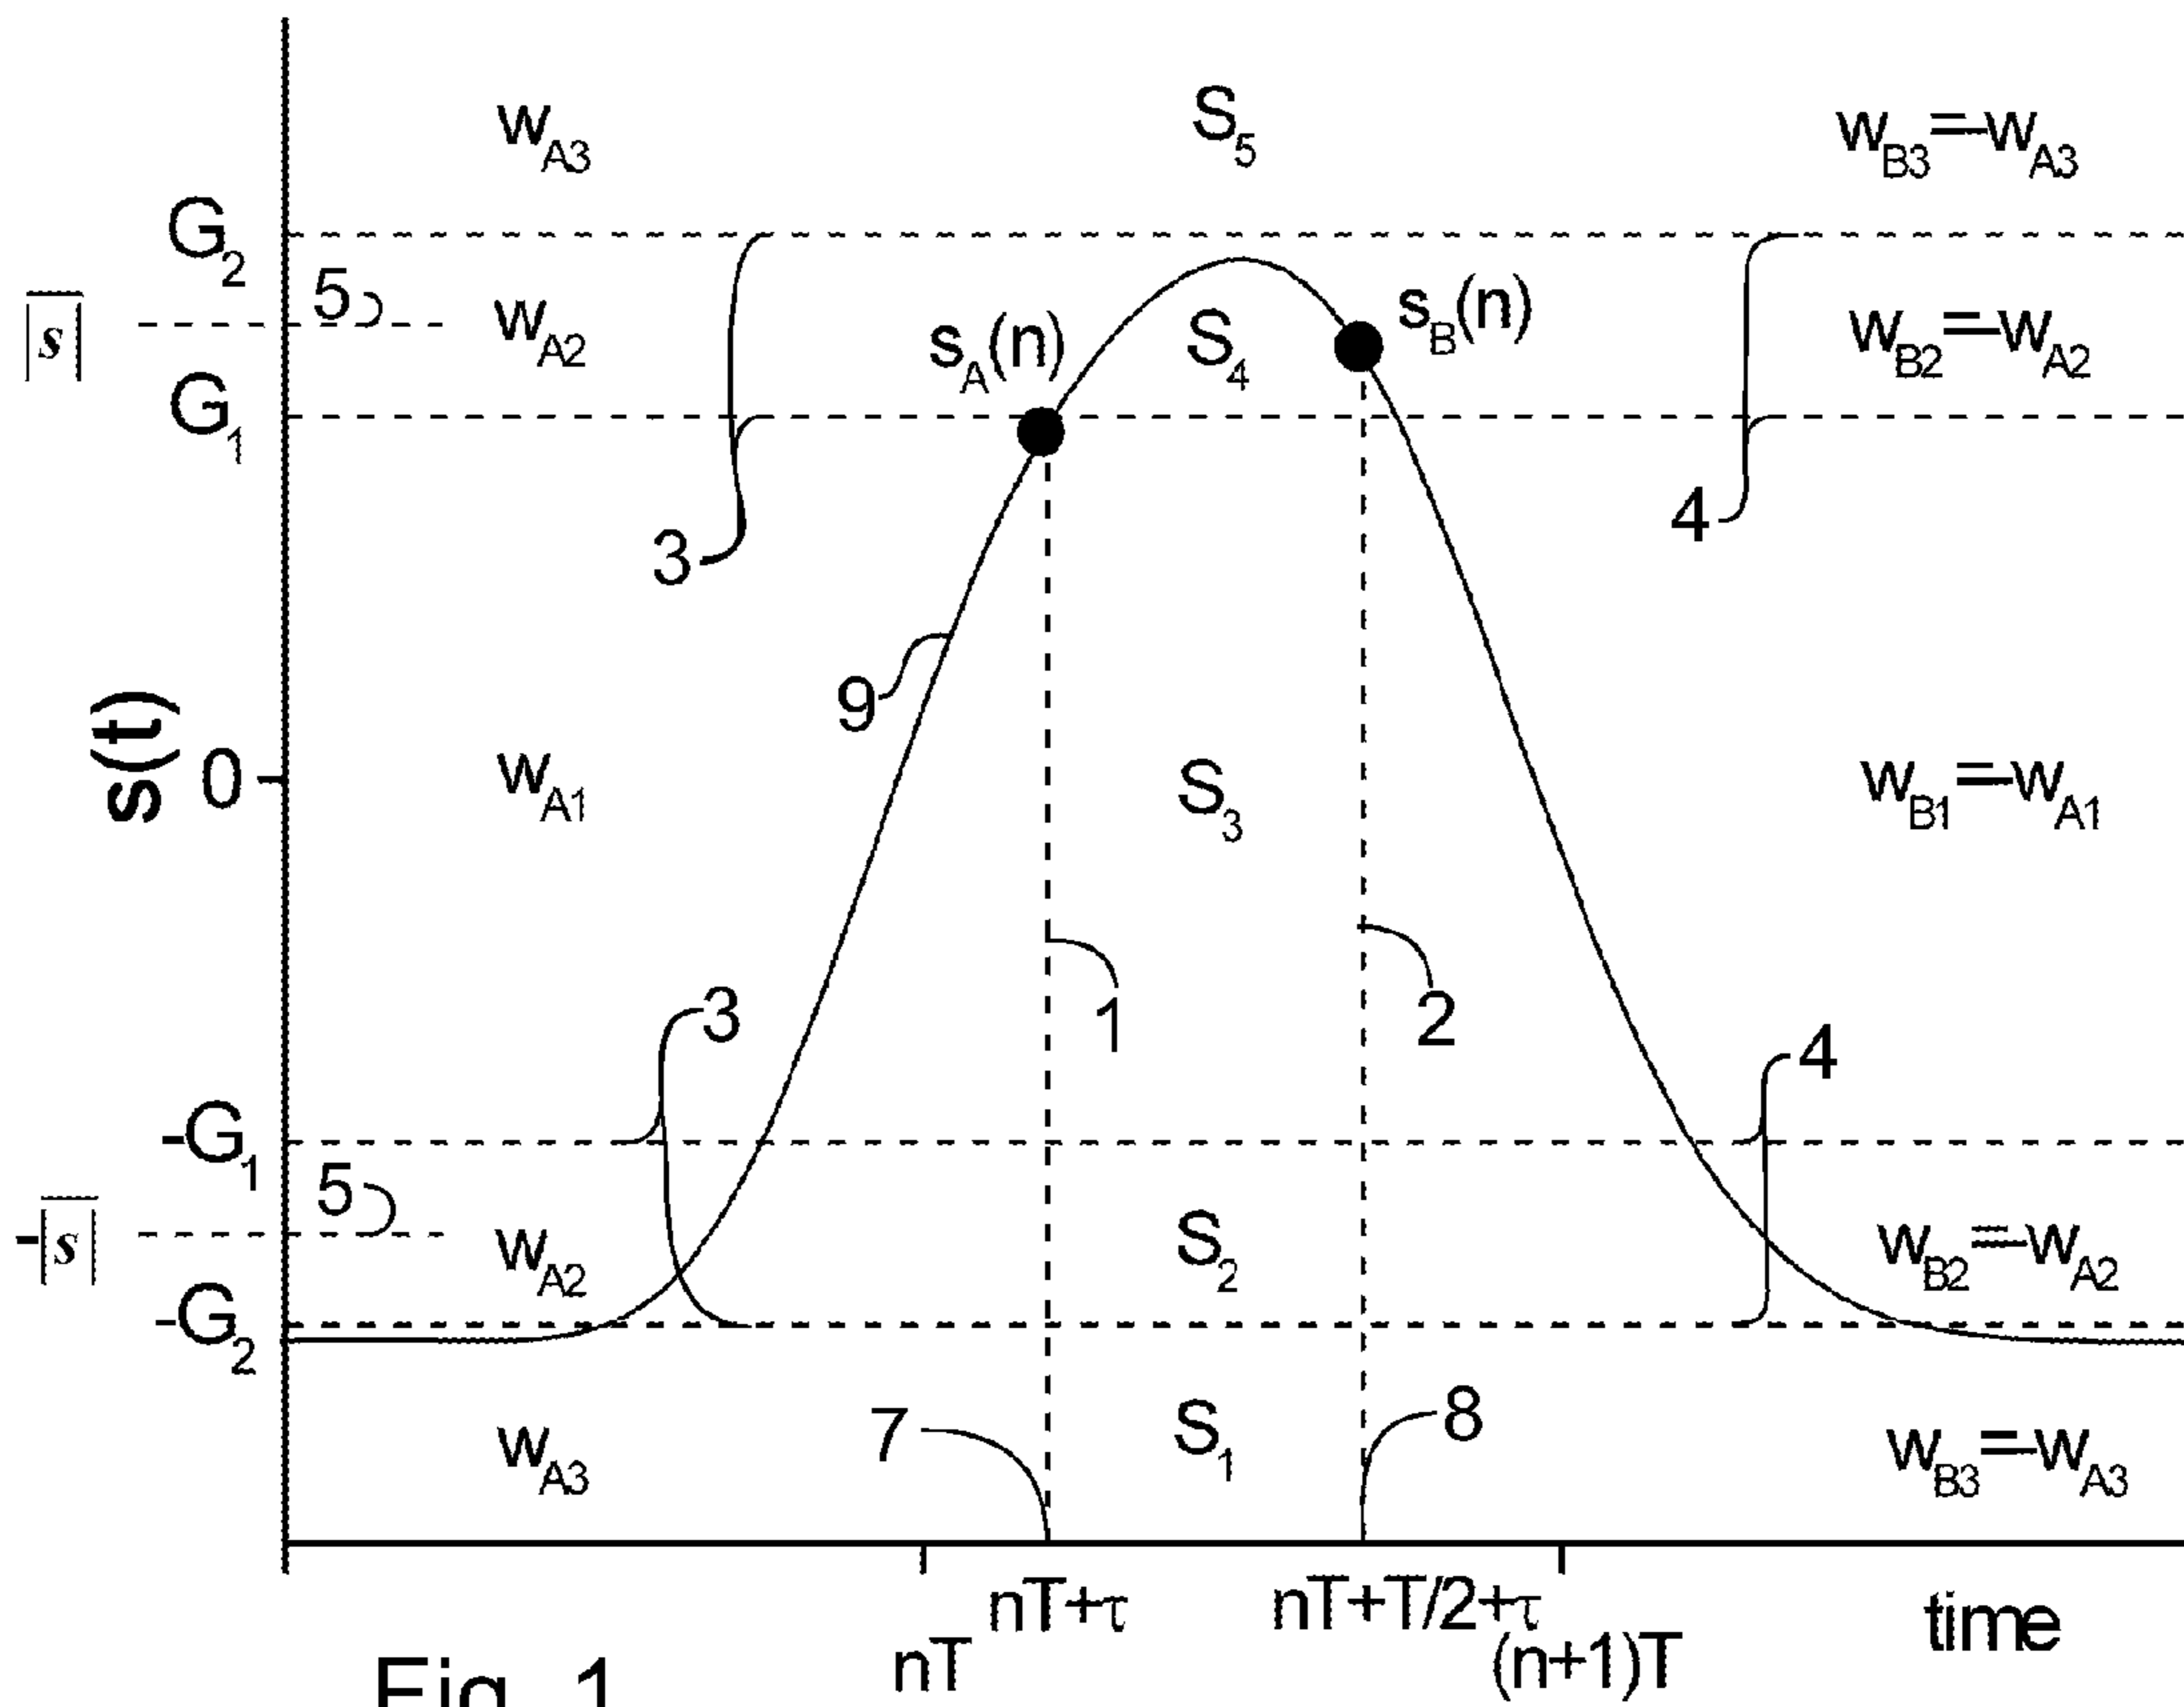 w_A3 S_5 w_B3=-w_A3
G_2
5
|s| w_A2 s_A(n) S_4 s_B(n) w_B2=-w_A2
G_1
3 4
9
s(t) 0 w_A1 S_3 w_B1=-w_A1
3 1 2 4
-G_1
5
-|s| w_A2 S_2 w_B2=-w_A2
-G_2
w_A3 7 S_1 8 w_B3=-w_A3
nT+τ nT+T/2+τ time
nT (n+1)T
Fig. 1